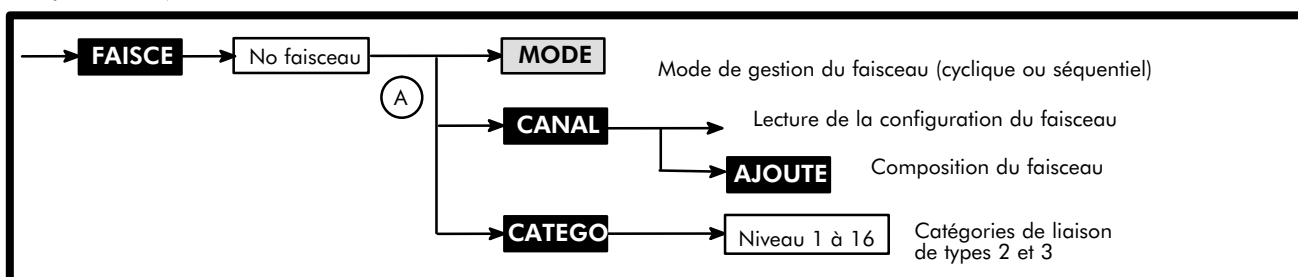 FAISCE No faisceau MODE
Mode de gestion du faisceau (cyclique ou séquentiel)
A
CANAL Lecture de la configuration du faisceau
AJOUTE Composition du faisceau
CATEGO Niveau 1 à 16 Catégories de liaison
de types 2 et 3